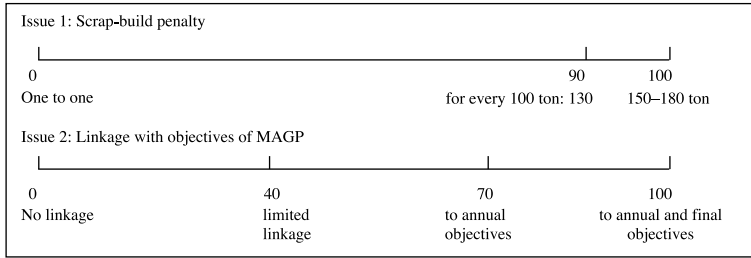 Issue 1: Scrap-build penalty
0 90 100
One to one for every 100 ton: 130 150–180 ton
Issue 2: Linkage with objectives of MAGP
0 40 70 100
No linkage limited to annual to annual and final
linkage objectives objectives